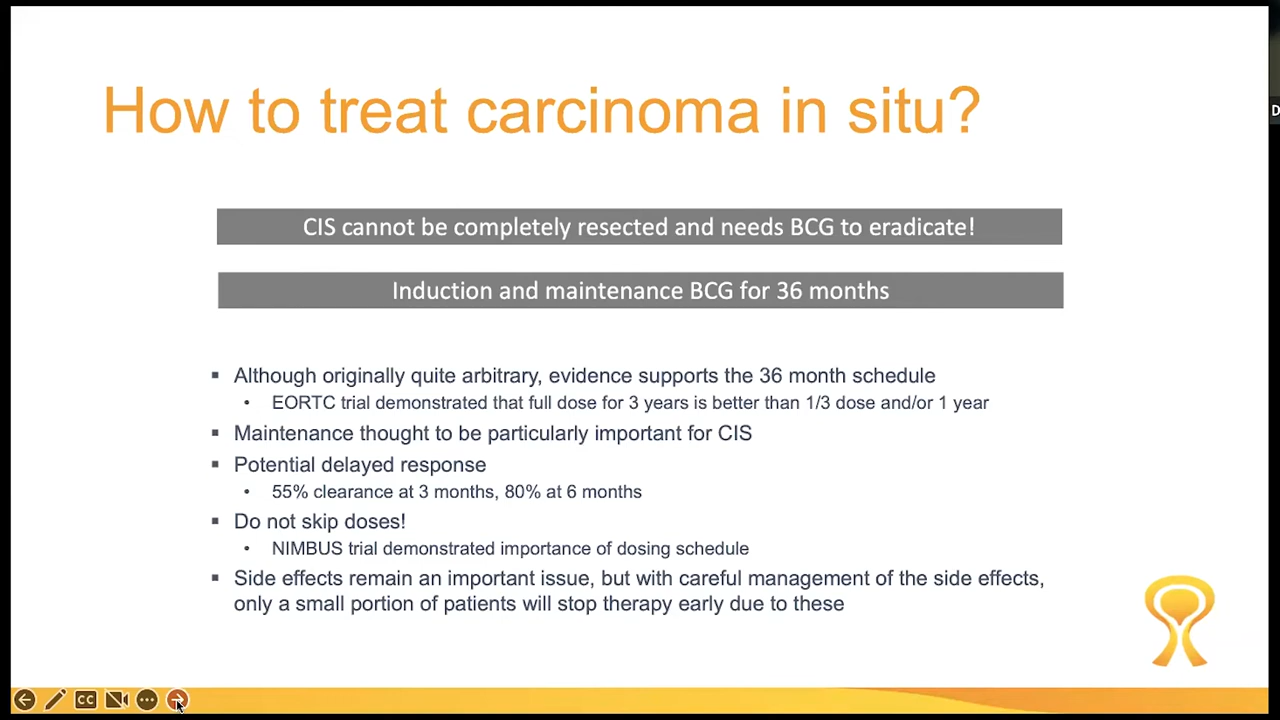 How to treat carcinoma in situ?
D
CIS cannot be completely resected and needs BCG to eradicate!
Induction and maintenance BCG for 36 months
▪ Although originally quite arbitrary, evidence supports the 36 month schedule
• EORTC trial demonstrated that full dose for 3 years is better than 1/3 dose and/or 1 year
▪ Maintenance thought to be particularly important for CIS
▪ Potential delayed response
• 55% clearance at 3 months, 80% at 6 months
▪ Do not skip doses!
• NIMBUS trial demonstrated importance of dosing schedule
▪ Side effects remain an important issue, but with careful management of the side effects,
only a small portion of patients will stop therapy early due to these
CC